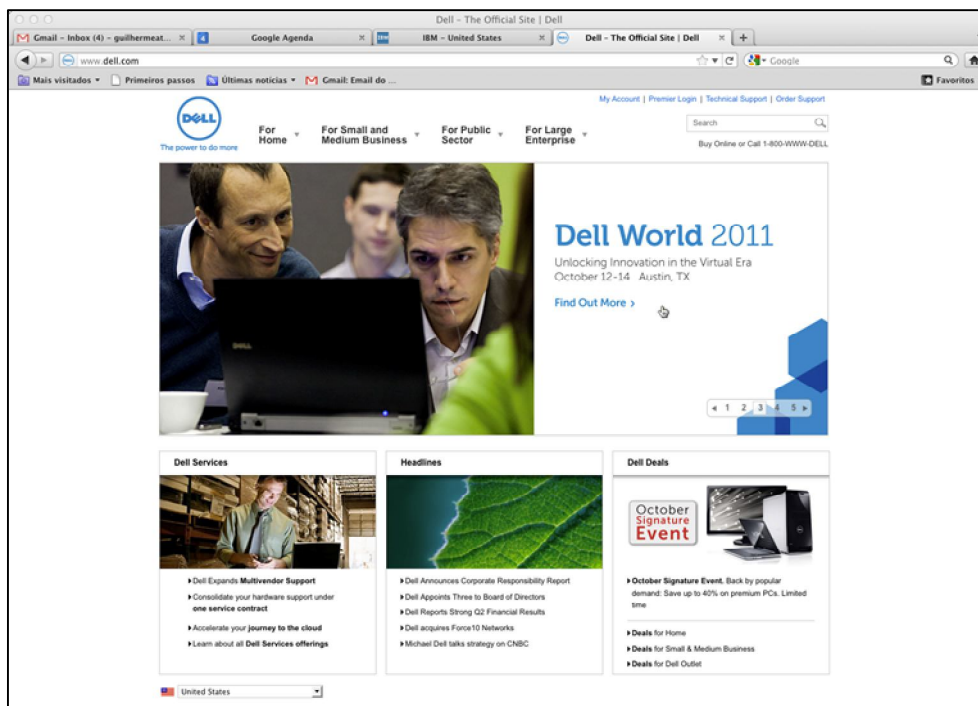 Dell – The Official Site | Dell
Gmail – Inbox (4) – guilhermeat...
4 Google Agenda
IBM IBM – United States
Dell – The Official Site | Dell
www.dell.com
Google
Mais visitados
Primeiros passos
Últimas notícias
Gmail: Email do ...
Favoritos
My Account | Premier Login | Technical Support | Order Support
DELL
The power to do more
For Home
For Small and Medium Business
For Public Sector
For Large Enterprise
Search
Buy Online or Call 1-800-WWW-DELL
Dell World 2011
Unlocking Innovation in the Virtual Era
October 12-14 Austin, TX
Find Out More
DELL
1 2 3 4 5
Dell Services
Dell Expands Multivendor Support
Consolidate your hardware support under
one service contract
Accelerate your journey to the cloud
Learn about all Dell Services offerings
Headlines
Dell Announces Corporate Responsibility Report
Dell Appoints Three to Board of Directors
Dell Reports Strong Q2 Financial Results
Dell acquires Force10 Networks
Michael Dell talks strategy on CNBC
Dell Deals
October
Signature
Event
October Signature Event. Back by popular
demand: Save up to 40% on premium PCs. Limited
time
Deals for Home
Deals for Small & Medium Business
Deals for Dell Outlet
United States